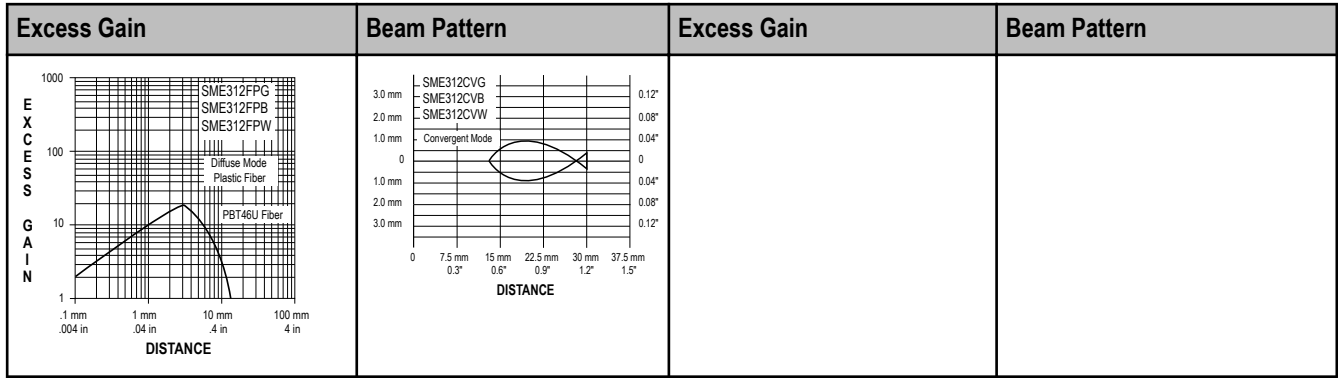 Excess Gain Beam Pattern Excess Gain Beam Pattern
1000
100
10
1
EXCESS GAIN
SME312FPG
SME312FPB
SME312FPW
Diffuse Mode
Plastic Fiber
PBT46U Fiber
.1 mm 1 mm 10 mm 100 mm
.004 in .04 in .4 in 4 in
DISTANCE
SME312CVG
SME312CVB
SME312CVW
Convergent Mode
3.0 mm 0.12"
2.0 mm 0.08"
1.0 mm 0.04"
0 0
1.0 mm 0.04"
2.0 mm 0.08"
3.0 mm 0.12"
0 7.5 mm 15 mm 22.5 mm 30 mm 37.5 mm
0.3" 0.6" 0.9" 1.2" 1.5"
DISTANCE